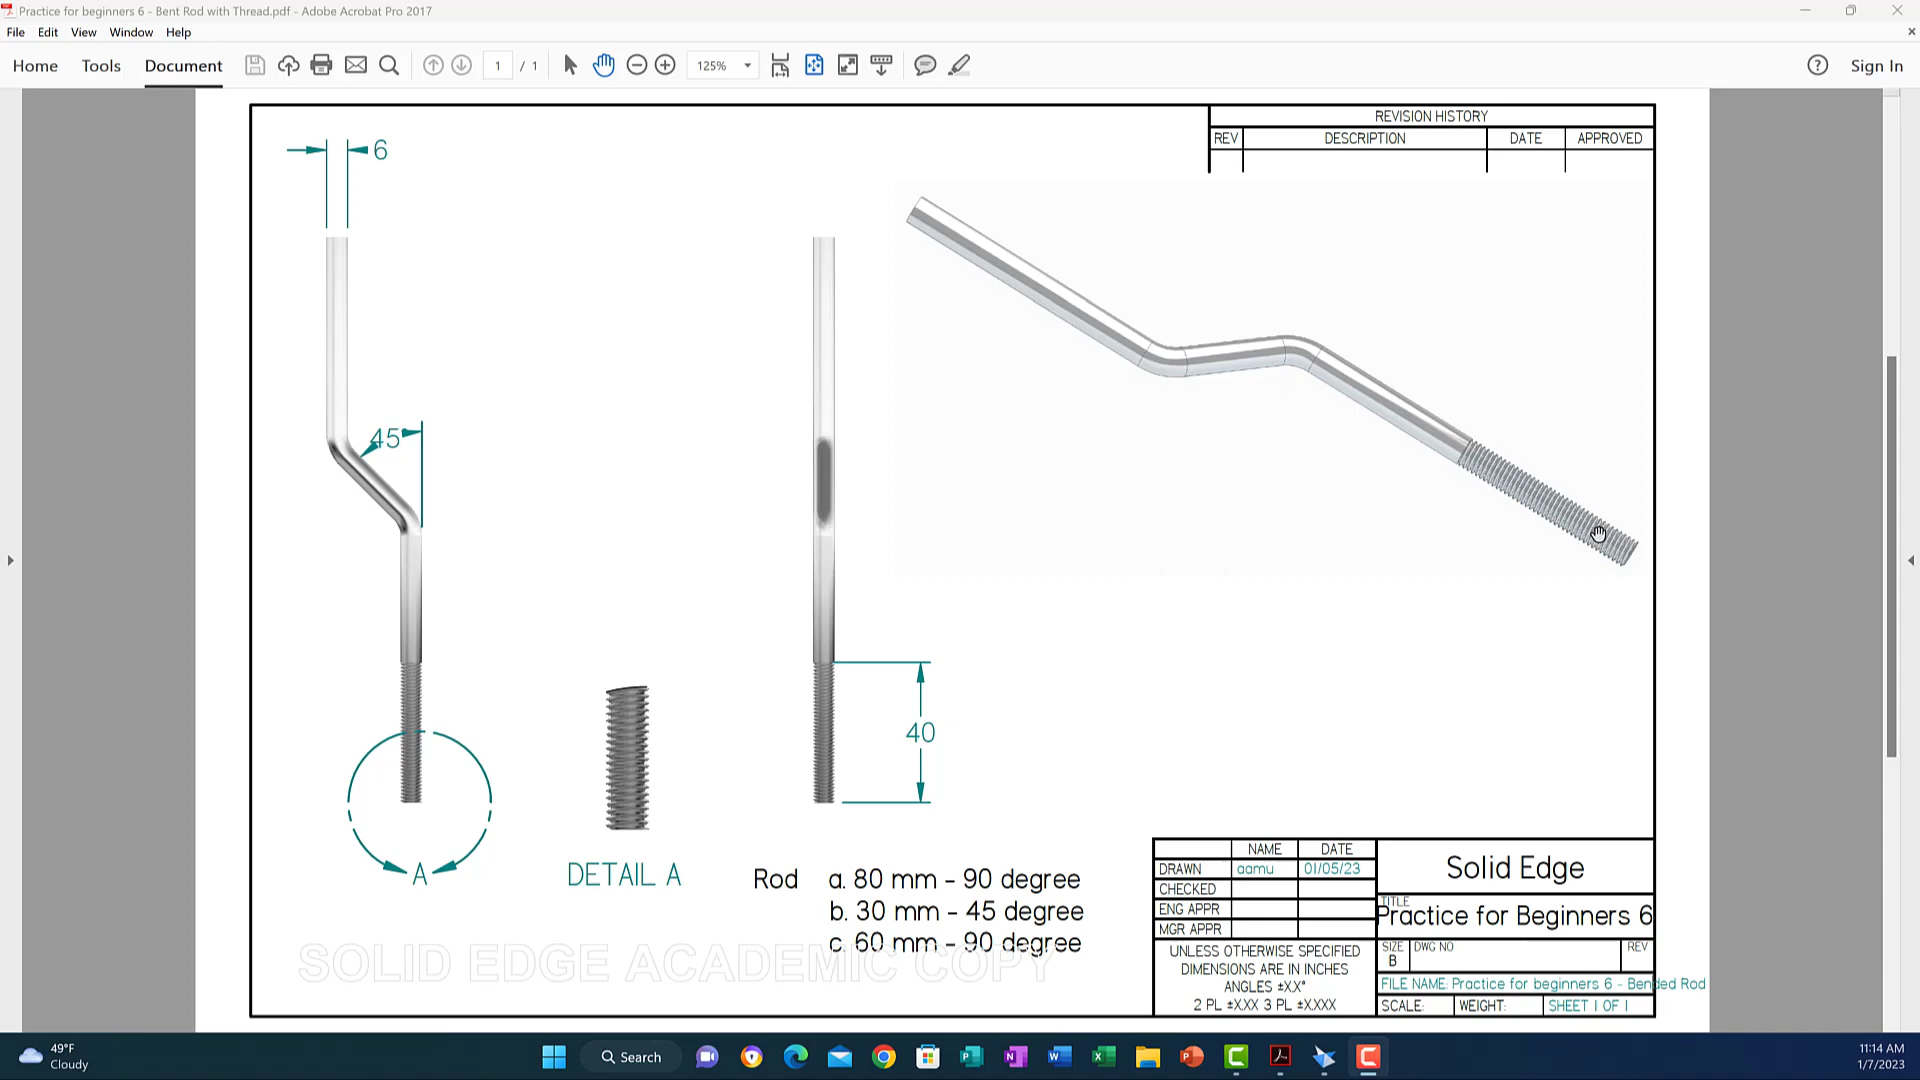 Practice for beginners 6 - Bent Rod with Thread.pdf - Adobe Acrobat Pro 2017
File Edit View Window Help
Home Tools Document 1 / 1 125% Sign In
REVISION HISTORY
REV DESCRIPTION DATE APPROVED
6
45
40
A
DETAIL A
Rod a. 80 mm - 90 degree
b. 30 mm - 45 degree
c. 60 mm - 90 degree
SOLID EDGE ACADEMIC COPY
NAME DATE
DRAWN aamu 01/05/23
CHECKED
ENG APPR
MGR APPR
UNLESS OTHERWISE SPECIFIED
DIMENSIONS ARE IN INCHES
ANGLES ±X.X°
2 PL ±X.XX 3 PL ±X.XXX
Solid Edge
TITLE
Practice for Beginners 6
SIZE DWG NO REV
B
FILE NAME: Practice for beginners 6 - Bended Rod
SCALE: WEIGHT: SHEET 1 OF 1
49°F
Cloudy
Search
11:14 AM
1/7/2023